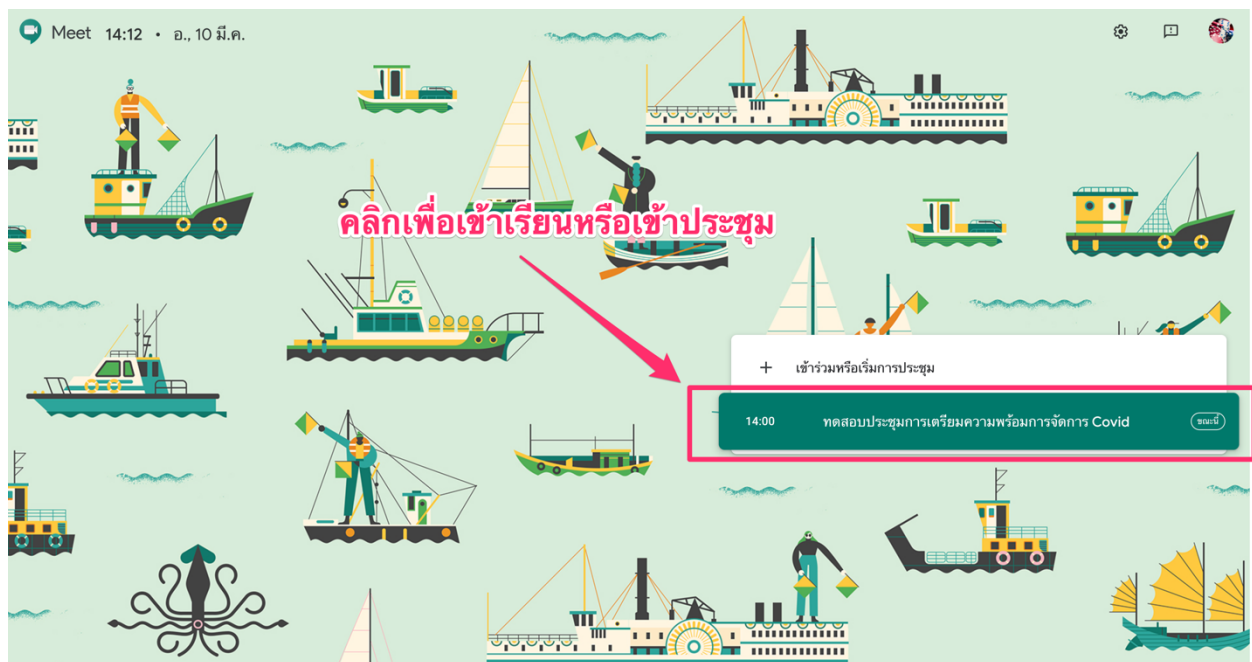 Meet 14:12 • อ., 10 มี.ค.
คลิกเพื่อเข้าเรียนหรือเข้าประชุม
+ เข้าร่วมหรือเริ่มการประชุม
14:00 ทดสอบประชุมการเตรียมความพร้อมการจัดการ Covid ขณะนี้